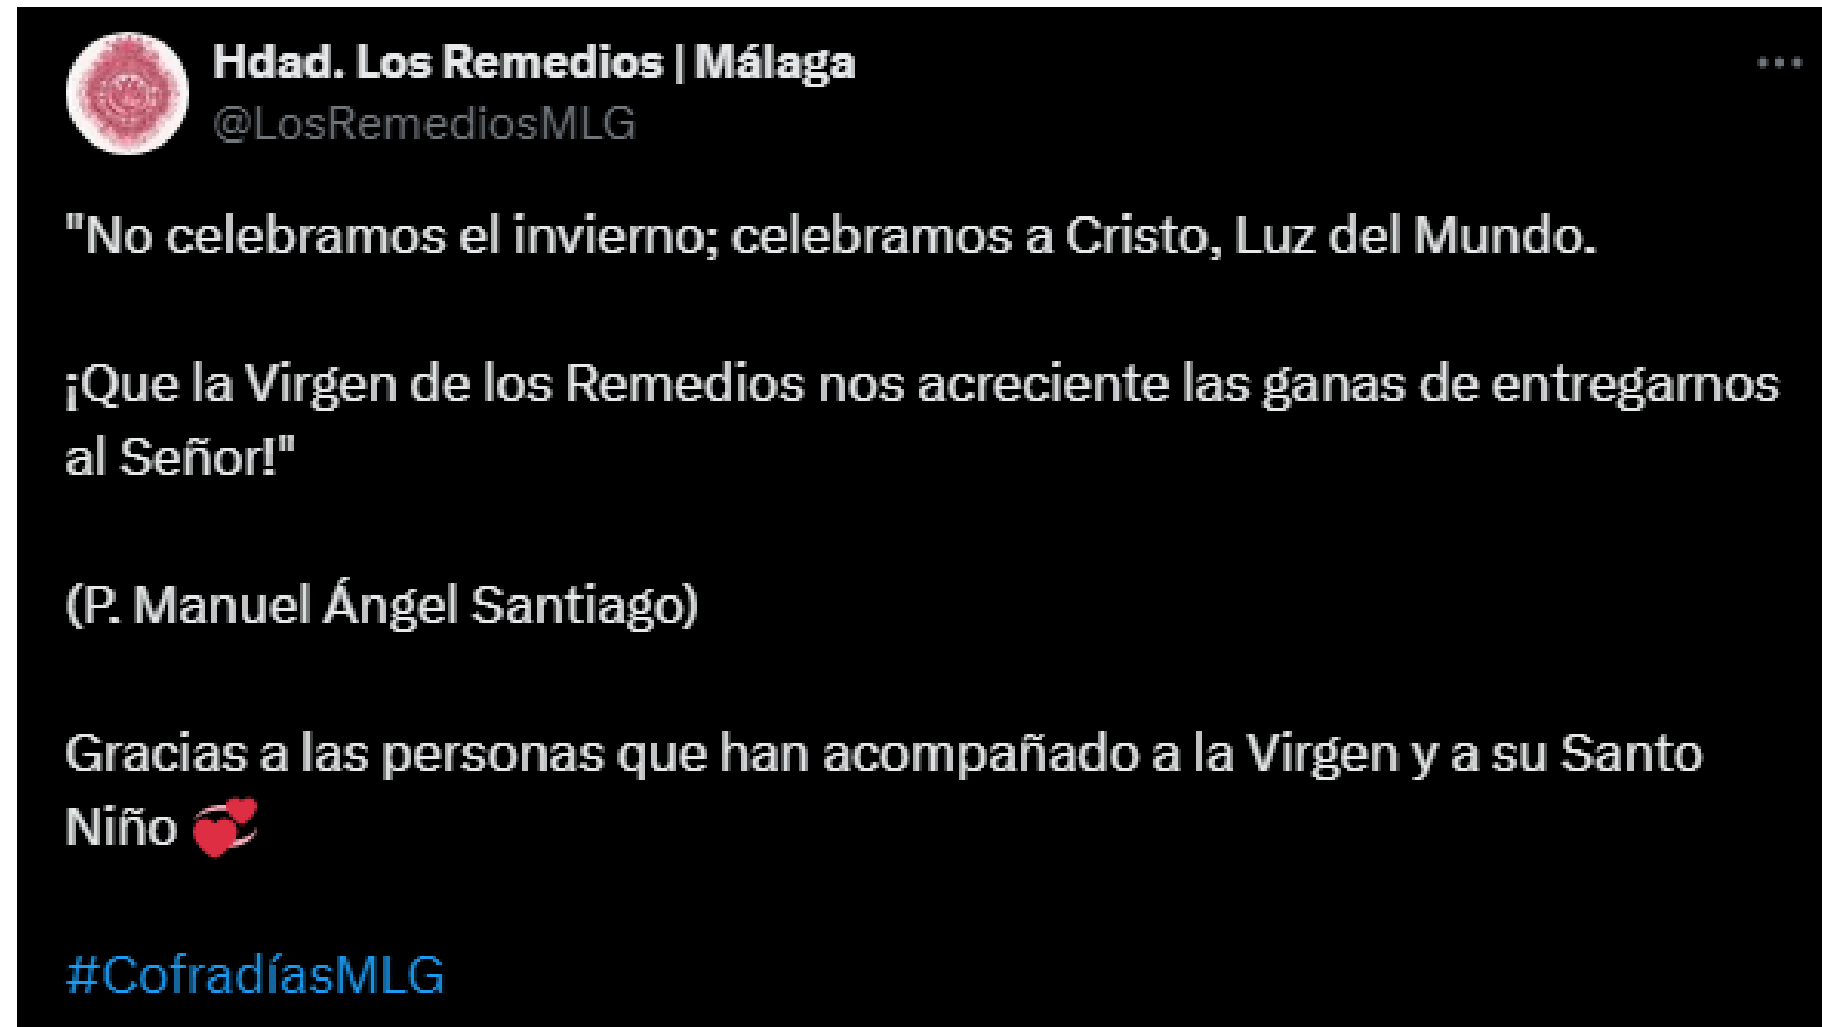 Hdad. Los Remedios | Málaga
@LosRemediosMLG
"No celebramos el invierno; celebramos a Cristo, Luz del Mundo.
¡Que la Virgen de los Remedios nos acreciente las ganas de entregarnos
al Señor!"
(P. Manuel Ángel Santiago)
Gracias a las personas que han acompañado a la Virgen y a su Santo
Niño 💞
#CofradíasMLG